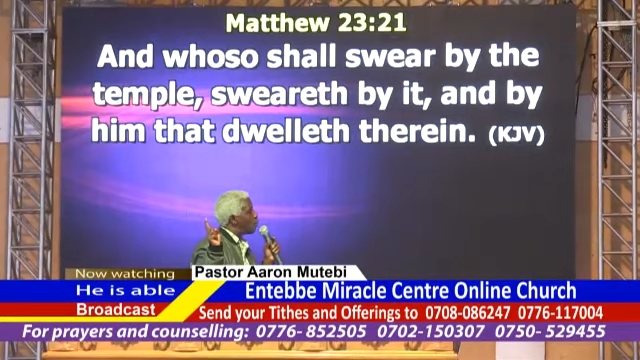 Matthew 23:21
And whoso shall swear by the
temple, sweareth by it, and by
him that dwelleth therein. (KJV)
Now watching
Pastor Aaron Mutebi
He is able
Entebbe Miracle Centre Online Church
Broadcast
Send your Tithes and Offerings to 0708-086247 0776-117004
For prayers and counselling: 0776- 852505 0702-150307 0750- 529455